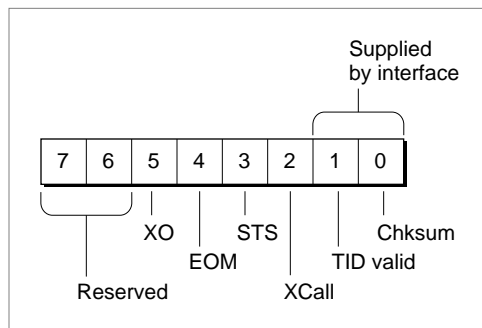 Supplied
by interface
7 6 5 4 3 2 1 0
XO STS Chksum
EOM TID valid
Reserved XCall